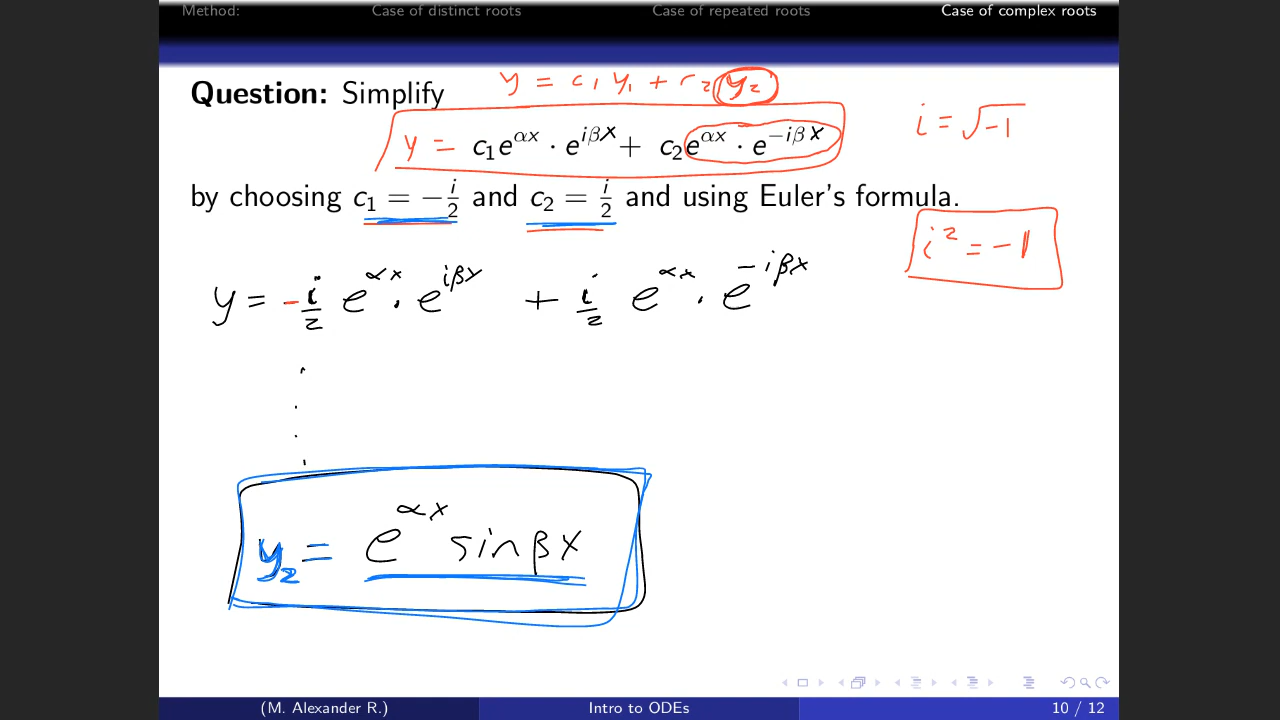 Method: Case of distinct roots Case of repeated roots Case of complex roots
y = c₁ y₁ + c₂ y₂
Question: Simplify
y = c₁e^{αx} · e^{iβx} + c₂e^{αx} · e^{−iβx}
i = √−1
by choosing c₁ = −i/2 and c₂ = i/2 and using Euler's formula.
i² = −1
y = −i/2 e^{αx} · e^{iβx} + i/2 e^{αx} · e^{−iβx}
y₂ = e^{αx} sin βx
(M. Alexander R.) Intro to ODEs 10 / 12